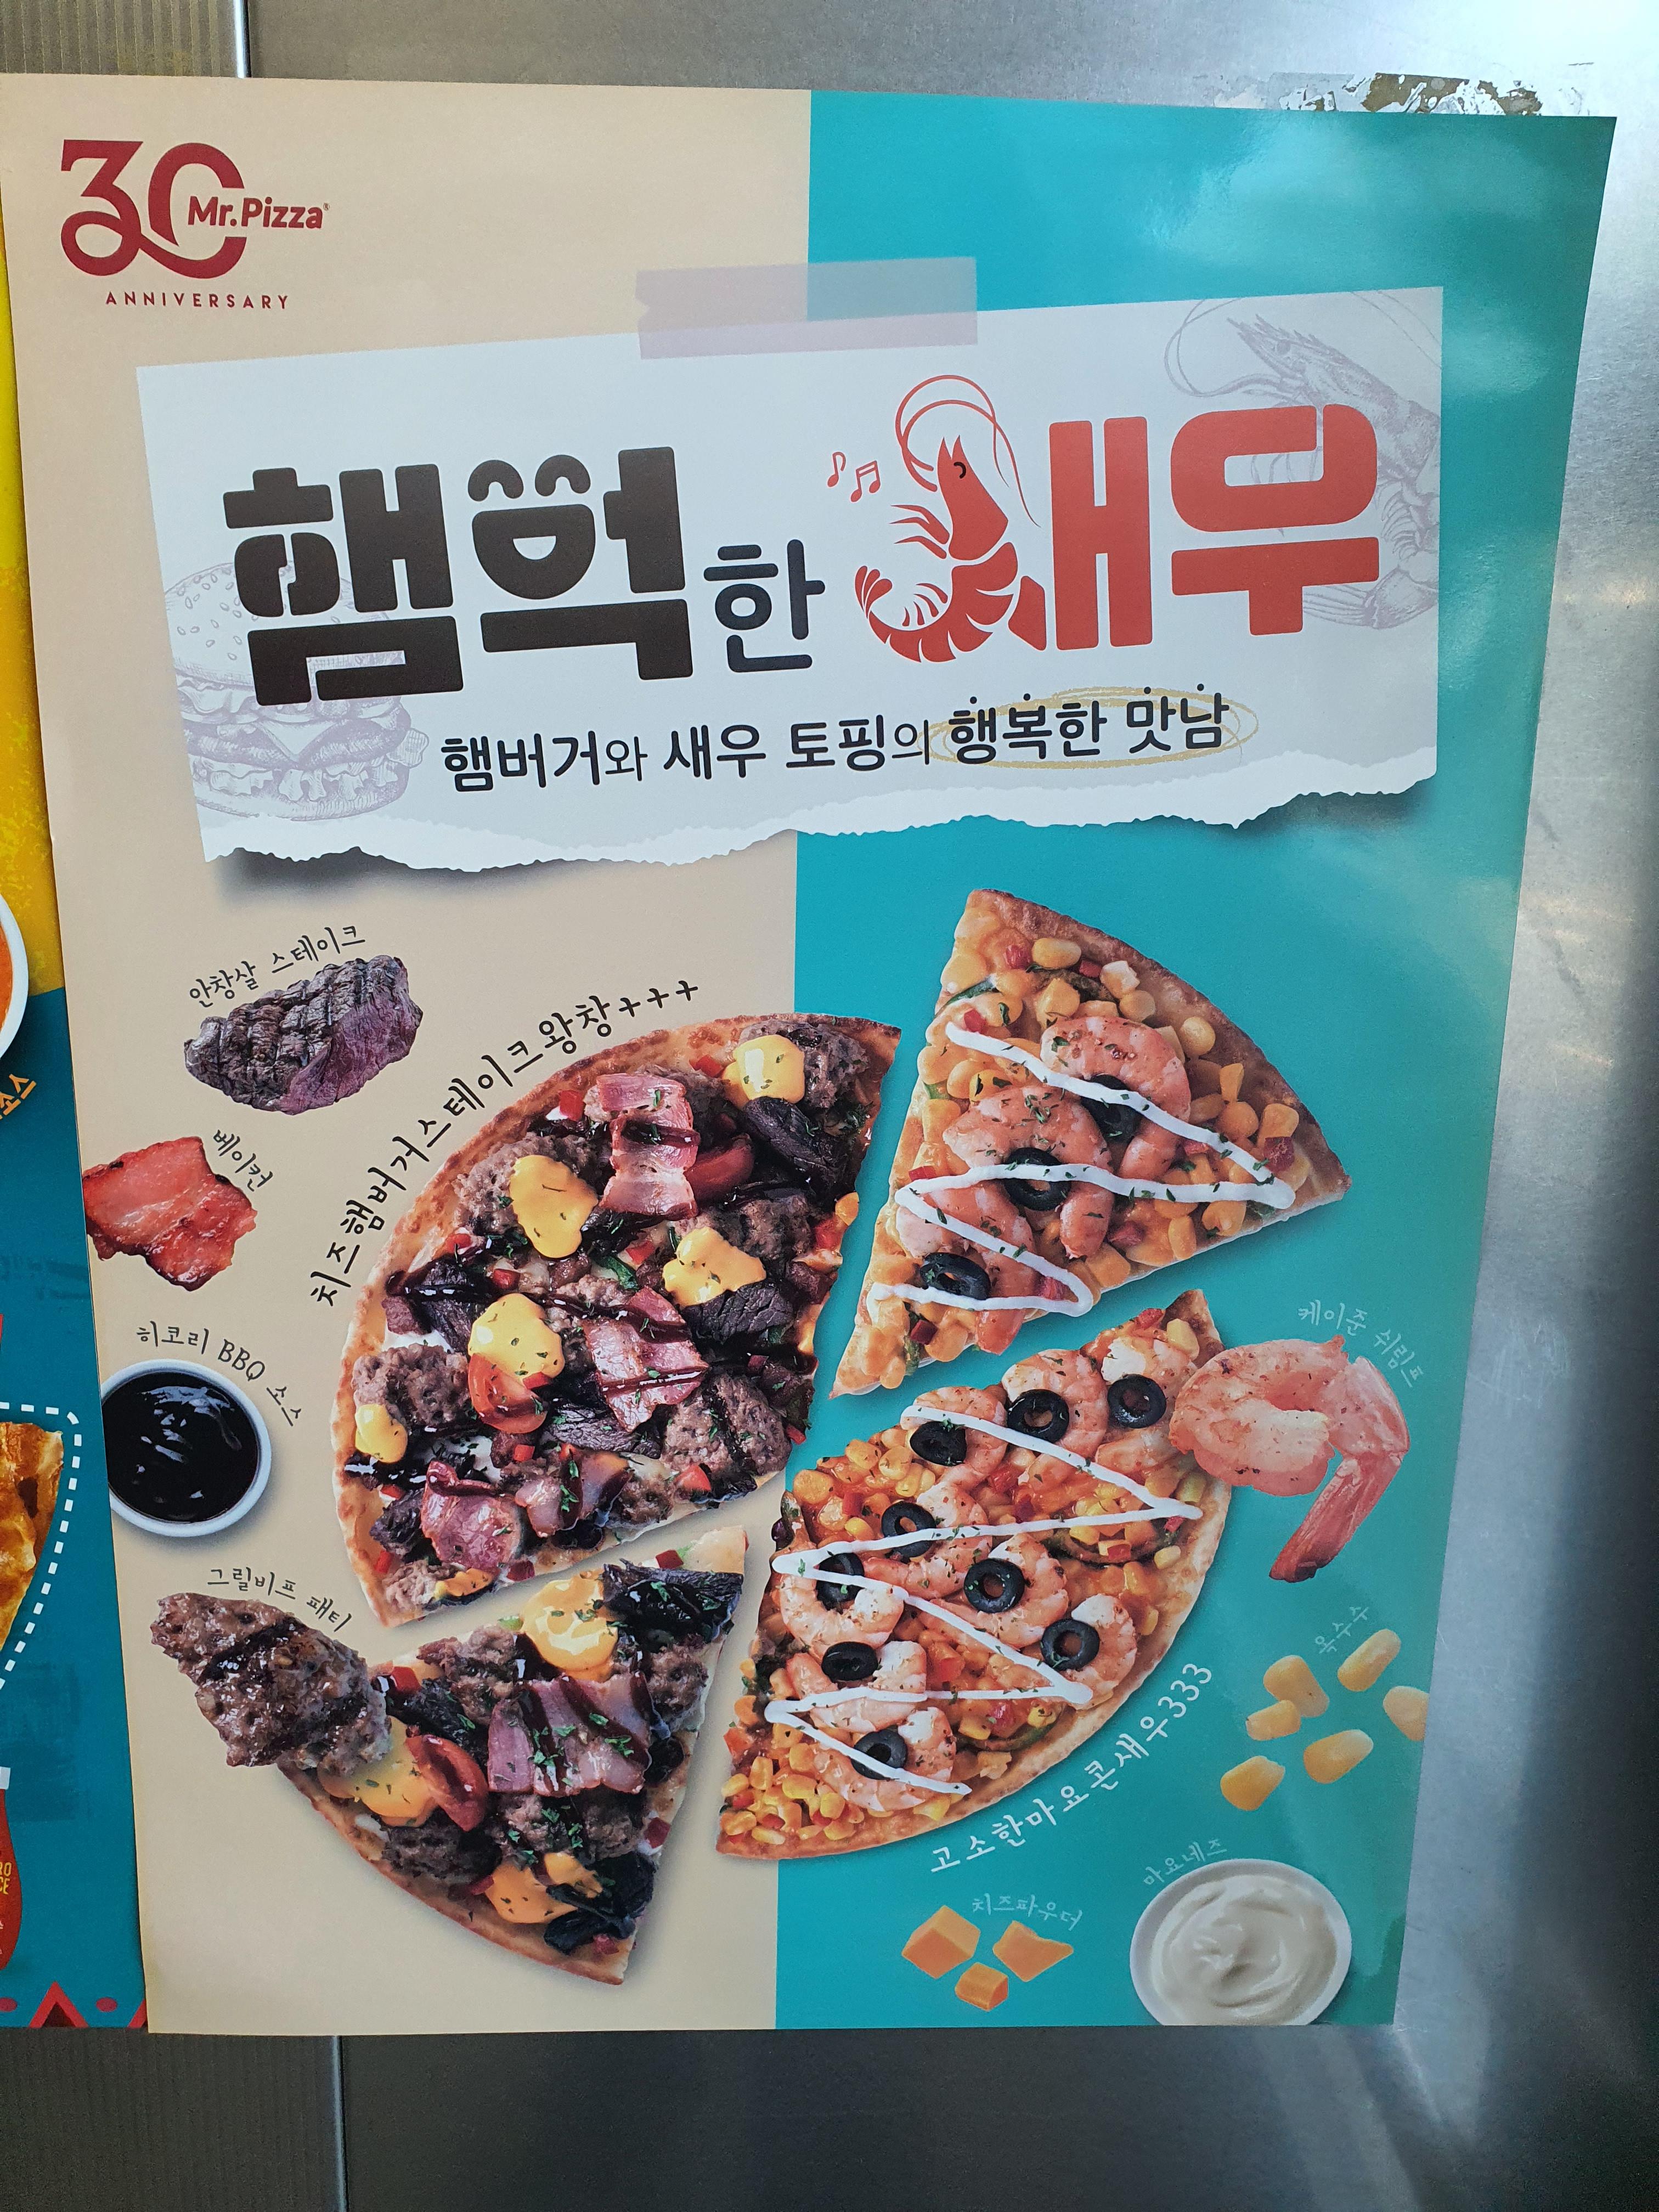 30
Mr.Pizza
ANNIVERSARY
햄벅한 새우
햄버거와 새우 토핑의 행복한 맛남
안창살 스테이크
치즈햄버거스테이크왕창+++
베이컨
히코리 BBQ 소스
그릴비프 패티
케이준 쉬림프
옥수수
고소한마요콘새우333
치즈파우더
마요네즈
소스